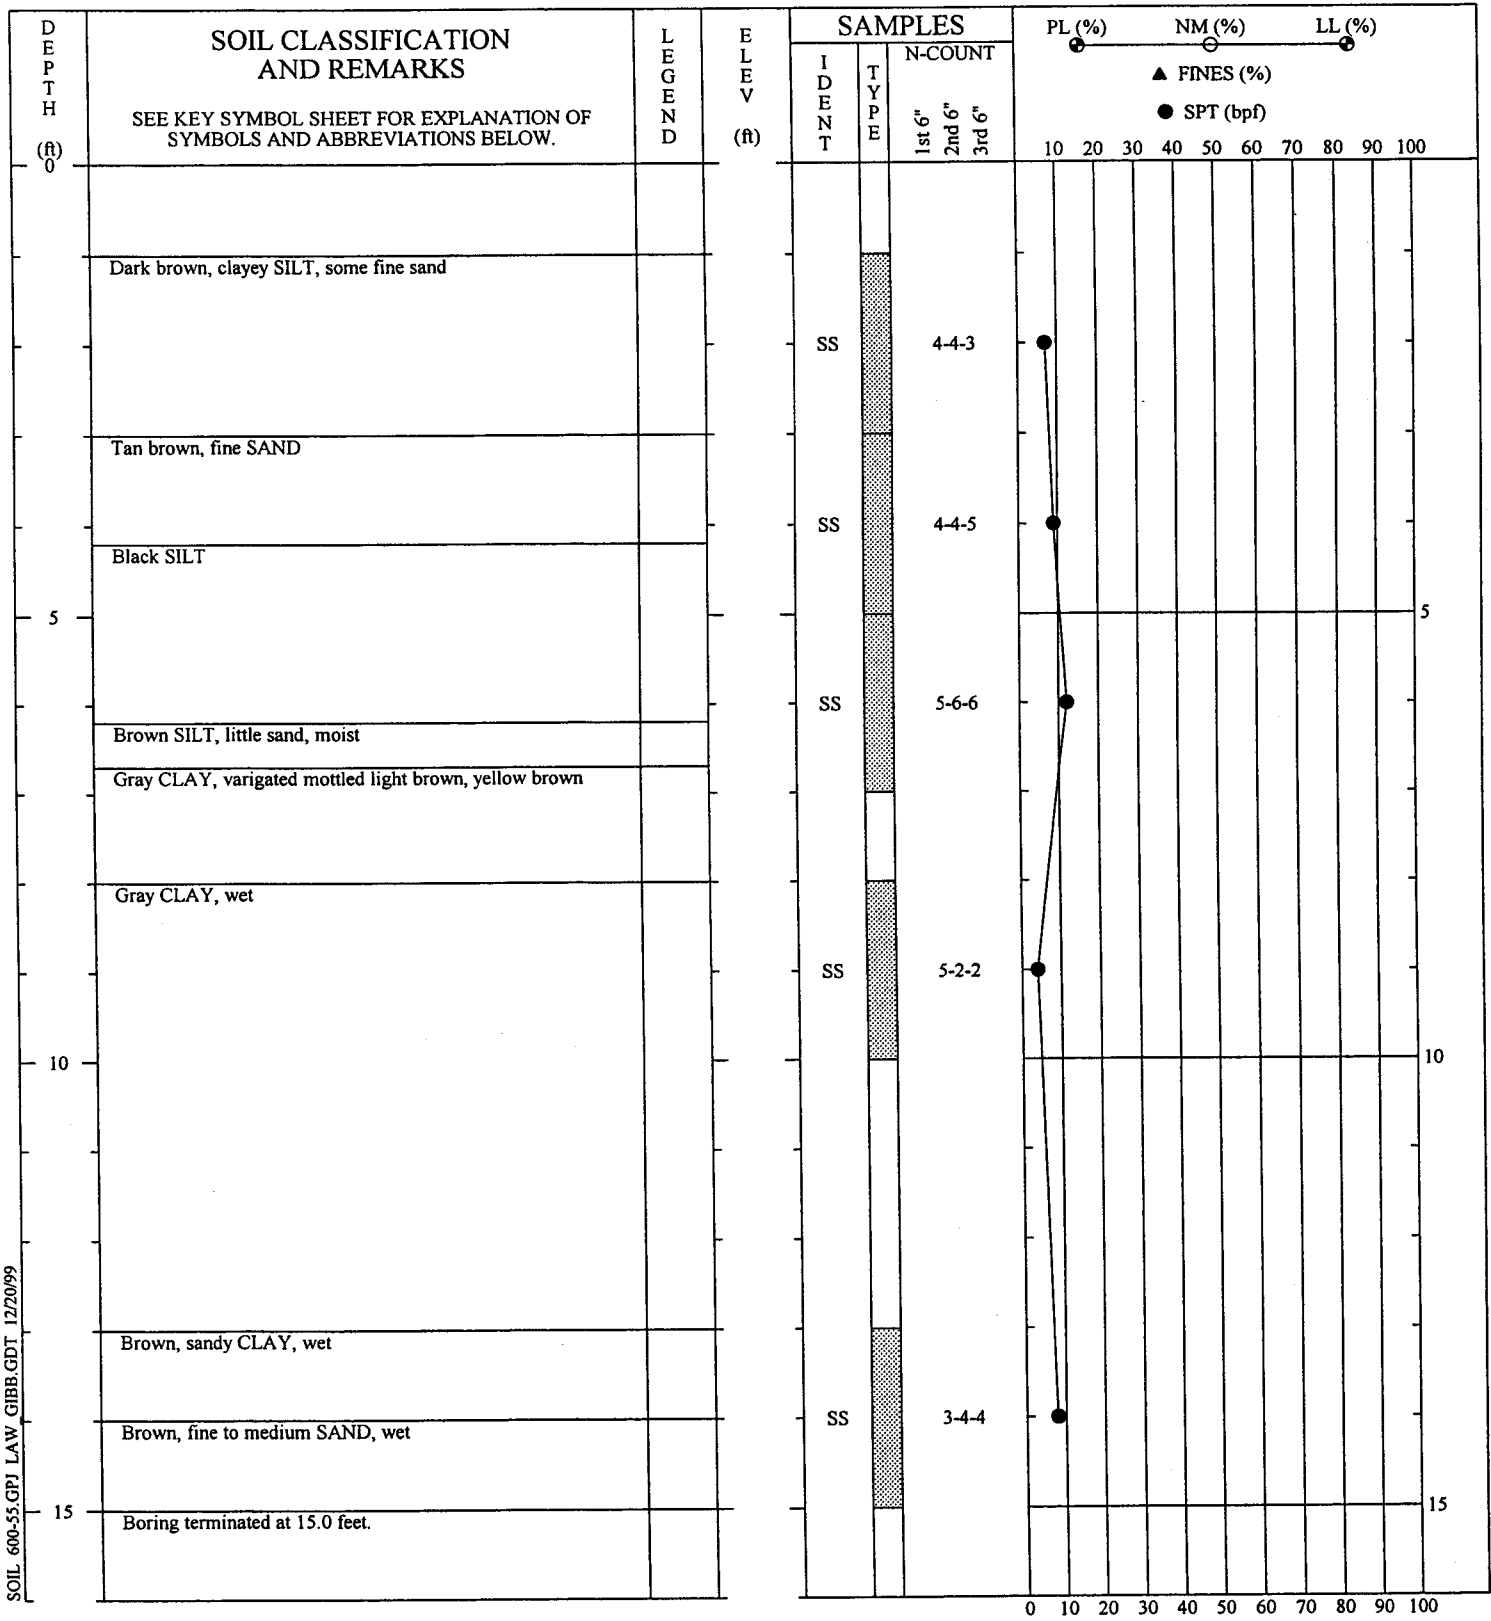 DEPTH (ft)
SOIL CLASSIFICATION
AND REMARKS
SEE KEY SYMBOL SHEET FOR EXPLANATION OF
SYMBOLS AND ABBREVIATIONS BELOW.
LEGEND
ELEV (ft)
SAMPLES
IDENT
TYPE
N-COUNT
1st 6"
2nd 6"
3rd 6"
PL (%) NM (%) LL (%)
▲ FINES (%)
● SPT (bpf)
10 20 30 40 50 60 70 80 90 100
0
Dark brown, clayey SILT, some fine sand
SS 4-4-3
Tan brown, fine SAND
SS 4-4-5
Black SILT
5 5
SS 5-6-6
Brown SILT, little sand, moist
Gray CLAY, varigated mottled light brown, yellow brown
Gray CLAY, wet
SS 5-2-2
10 10
Brown, sandy CLAY, wet
SS 3-4-4
Brown, fine to medium SAND, wet
15 15
Boring terminated at 15.0 feet.
0 10 20 30 40 50 60 70 80 90 100
SOIL 600-55.GPJ LAW_GIBB.GDT 12/20/99